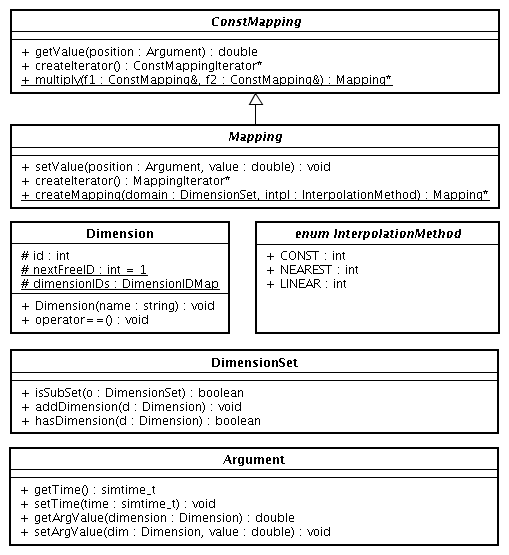 ConstMapping
+ getValue(position : Argument) : double
+ createIterator() : ConstMappingIterator*
+ multiply(f1 : ConstMapping&, f2 : ConstMapping&) : Mapping*
Mapping
+ setValue(position : Argument, value : double) : void
+ createIterator() : MappingIterator*
+ createMapping(domain : DimensionSet, intpl : InterpolationMethod) : Mapping*
Dimension
# id : int
# nextFreeID : int = 1
# dimensionIDs : DimensionIDMap
+ Dimension(name : string) : void
+ operator==() : void
enum InterpolationMethod
+ CONST : int
+ NEAREST : int
+ LINEAR : int
DimensionSet
+ isSubSet(o : DimensionSet) : boolean
+ addDimension(d : Dimension) : void
+ hasDimension(d : Dimension) : boolean
Argument
+ getTime() : simtime_t
+ setTime(time : simtime_t) : void
+ getArgValue(dimension : Dimension) : double
+ setArgValue(dim : Dimension, value : double) : void